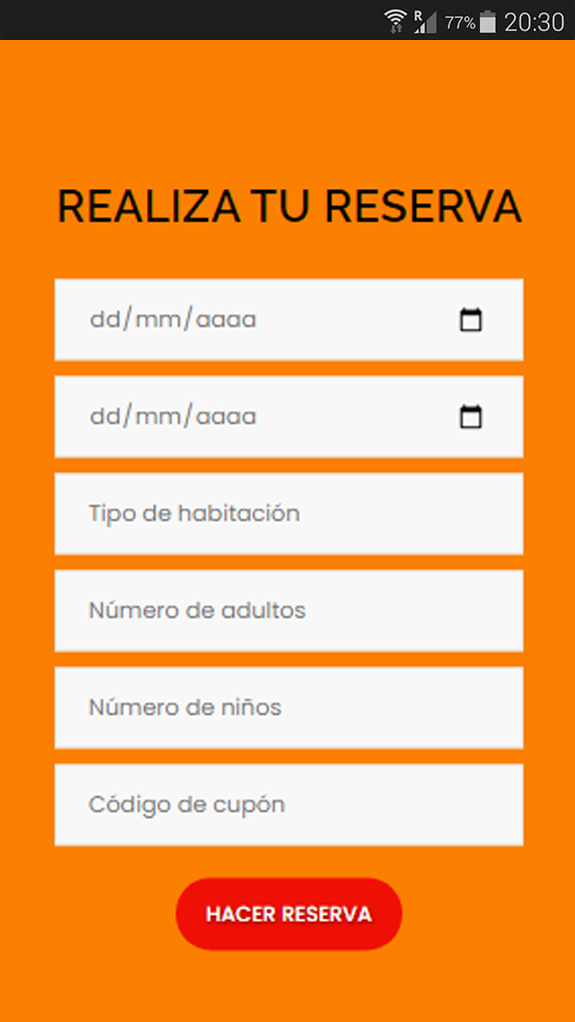 R
77%
20:30
REALIZA TU RESERVA
dd/mm/aaaa
dd/mm/aaaa
Tipo de habitación
Número de adultos
Número de niños
Código de cupón
HACER RESERVA